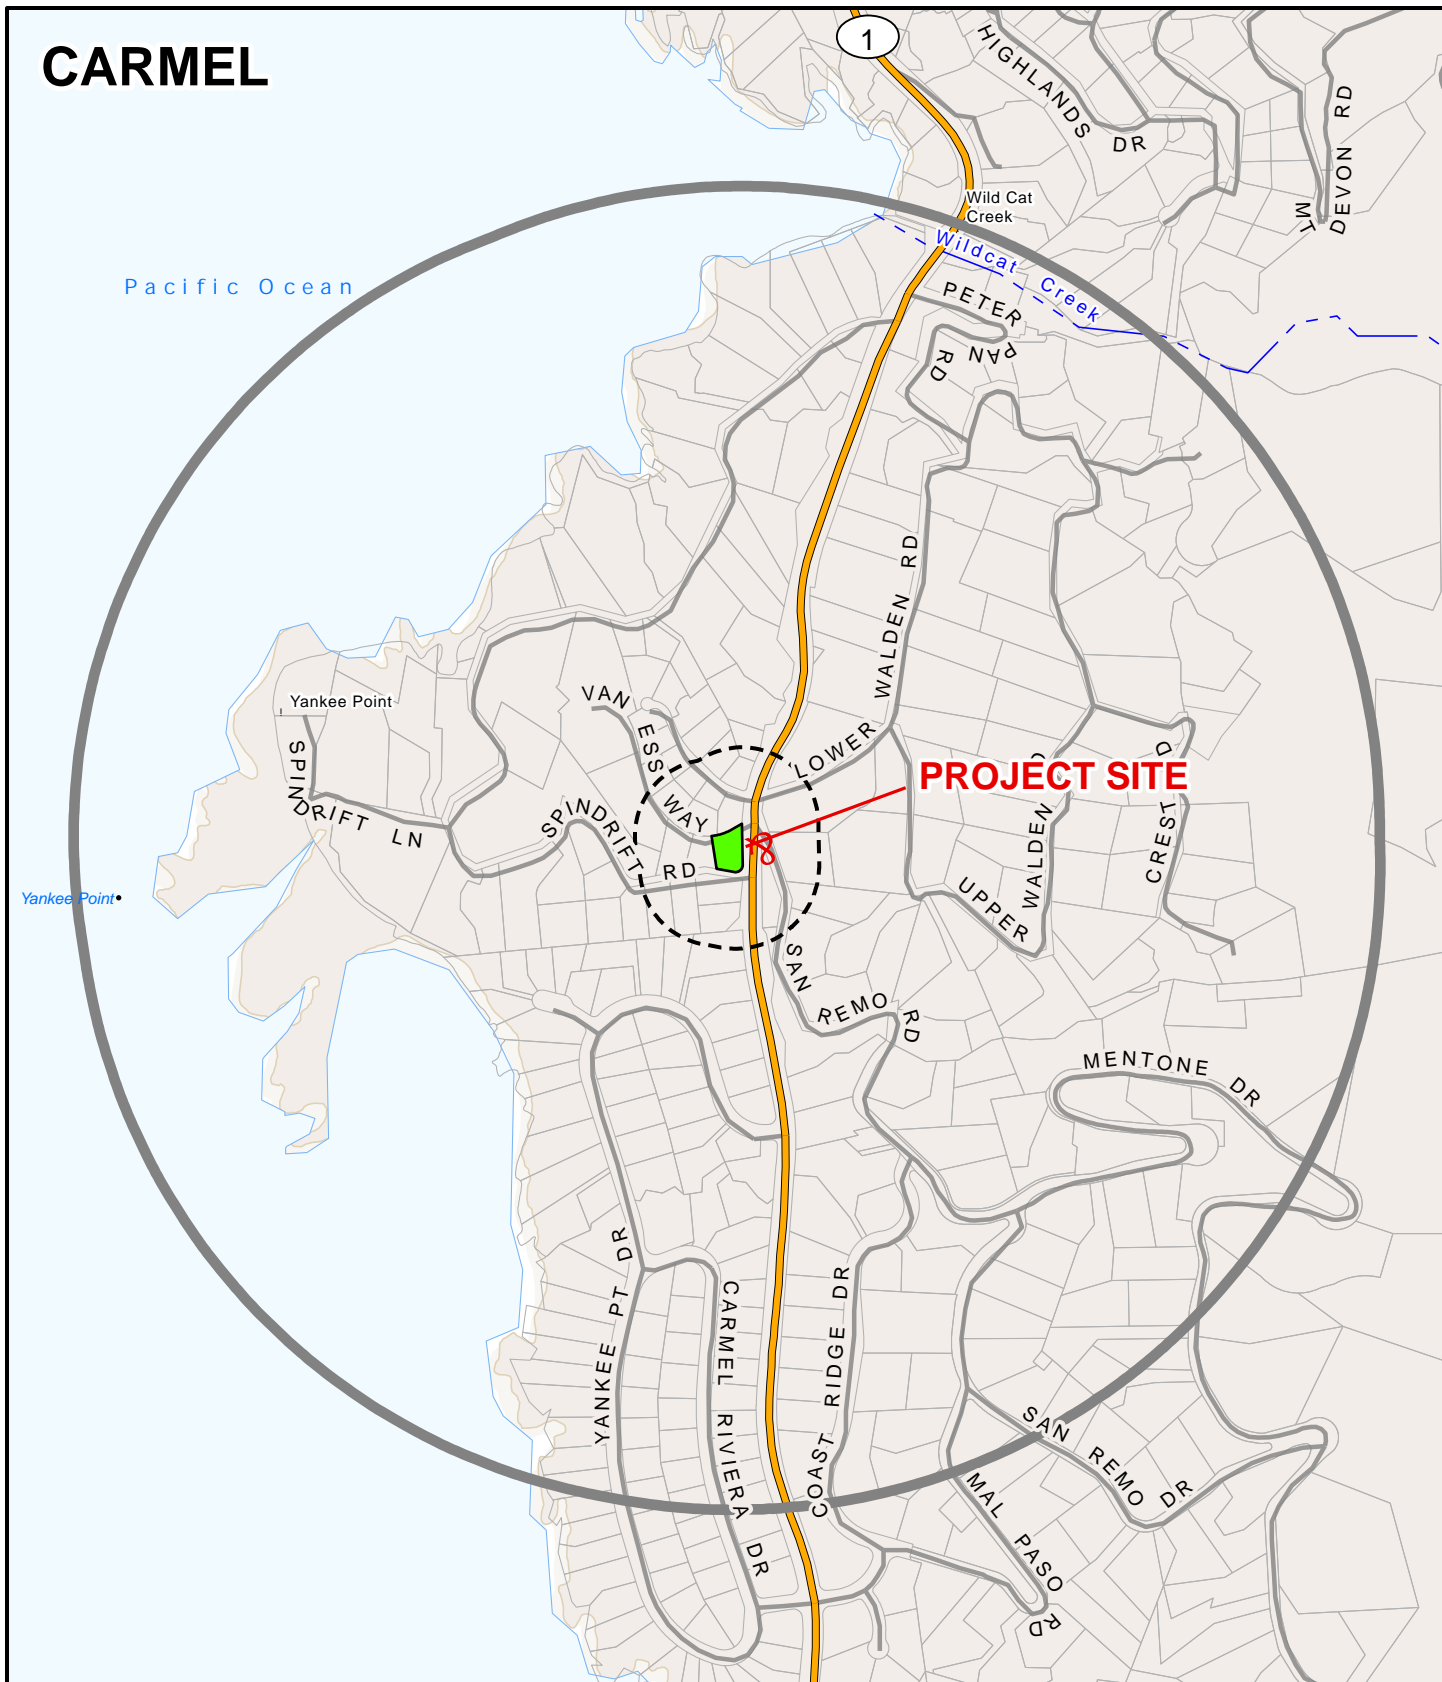 CARMEL
1
HIGHLANDS DR
MT DEVON RD
Wild Cat
Creek
Wildcat Creek
Pacific Ocean
PETER PAN RD
LOWER WALDEN RD
VAN ESS WAY
Yankee Point
SPINDRIFT LN
SPINDRIFT RD
PROJECT SITE
Yankee Point
UPPER WALDEN
CREST D
SAN REMO RD
MENTONE DR
YANKEE PT DR
CARMEL RIVIERA DR
COAST RIDGE DR
SAN REMO DR
MAL PASO RD